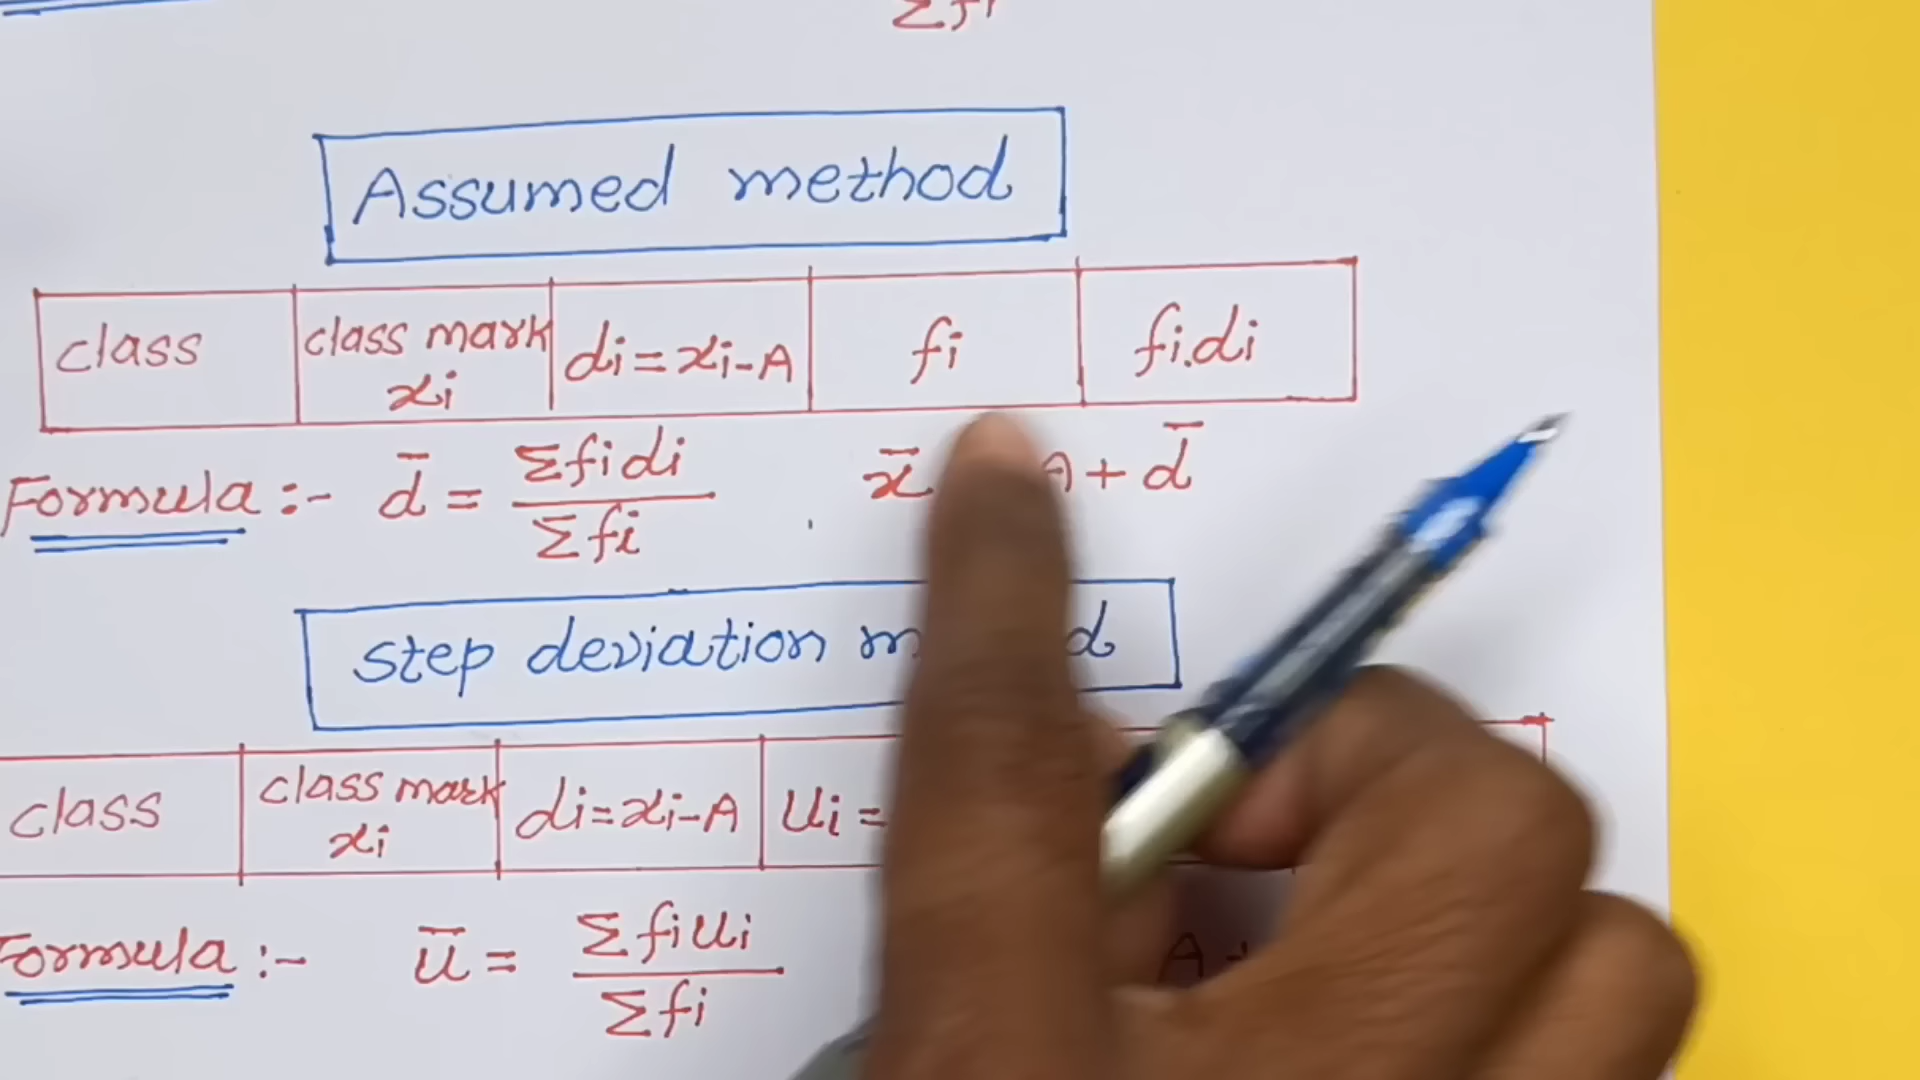 Σfi
Assumed method
class | class mark xi | di = xi - A | fi | fi.di
Formula :- d̄ = Σfidi / Σfi    x̄ A + d̄
step deviation
class | class mark xi | di = xi - A | ui =
Formula :- ū = Σfiui / Σfi    A +